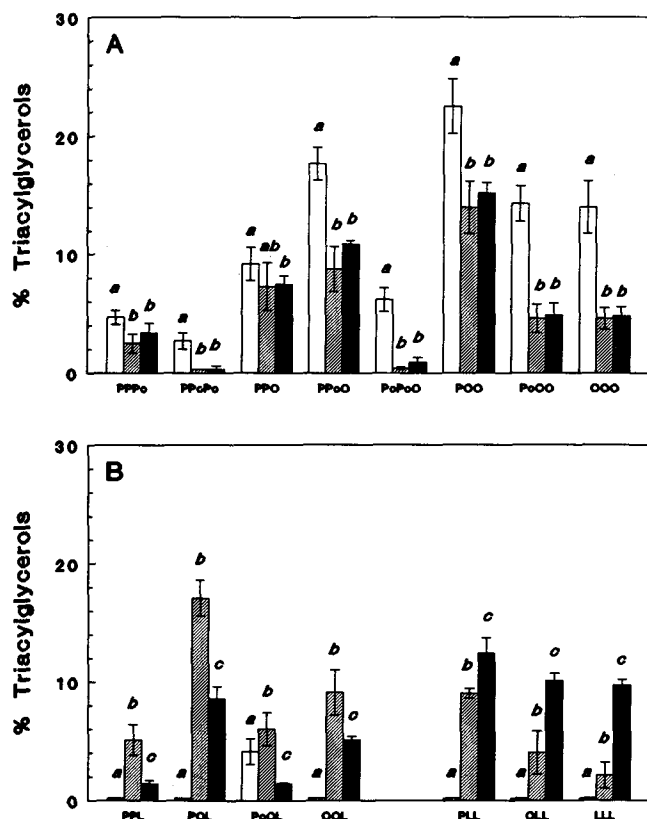 30
A
a
a
a
20
% Triacylglycerols
a
a
b b
b
b
10
a
ab
b
a
b b
b b
a
b
b
a
b b
b b
0
PPPo PPoPo PPO PPoO PoPoO POO PoOO OOO
30
B
20
% Triacylglycerols
b
c
b
c
b
c
c
10
b
b
a
c
b
c
c
b
a
a
a
a
a
a
0
PPL POL PoOL OOL PLL OLL LLL